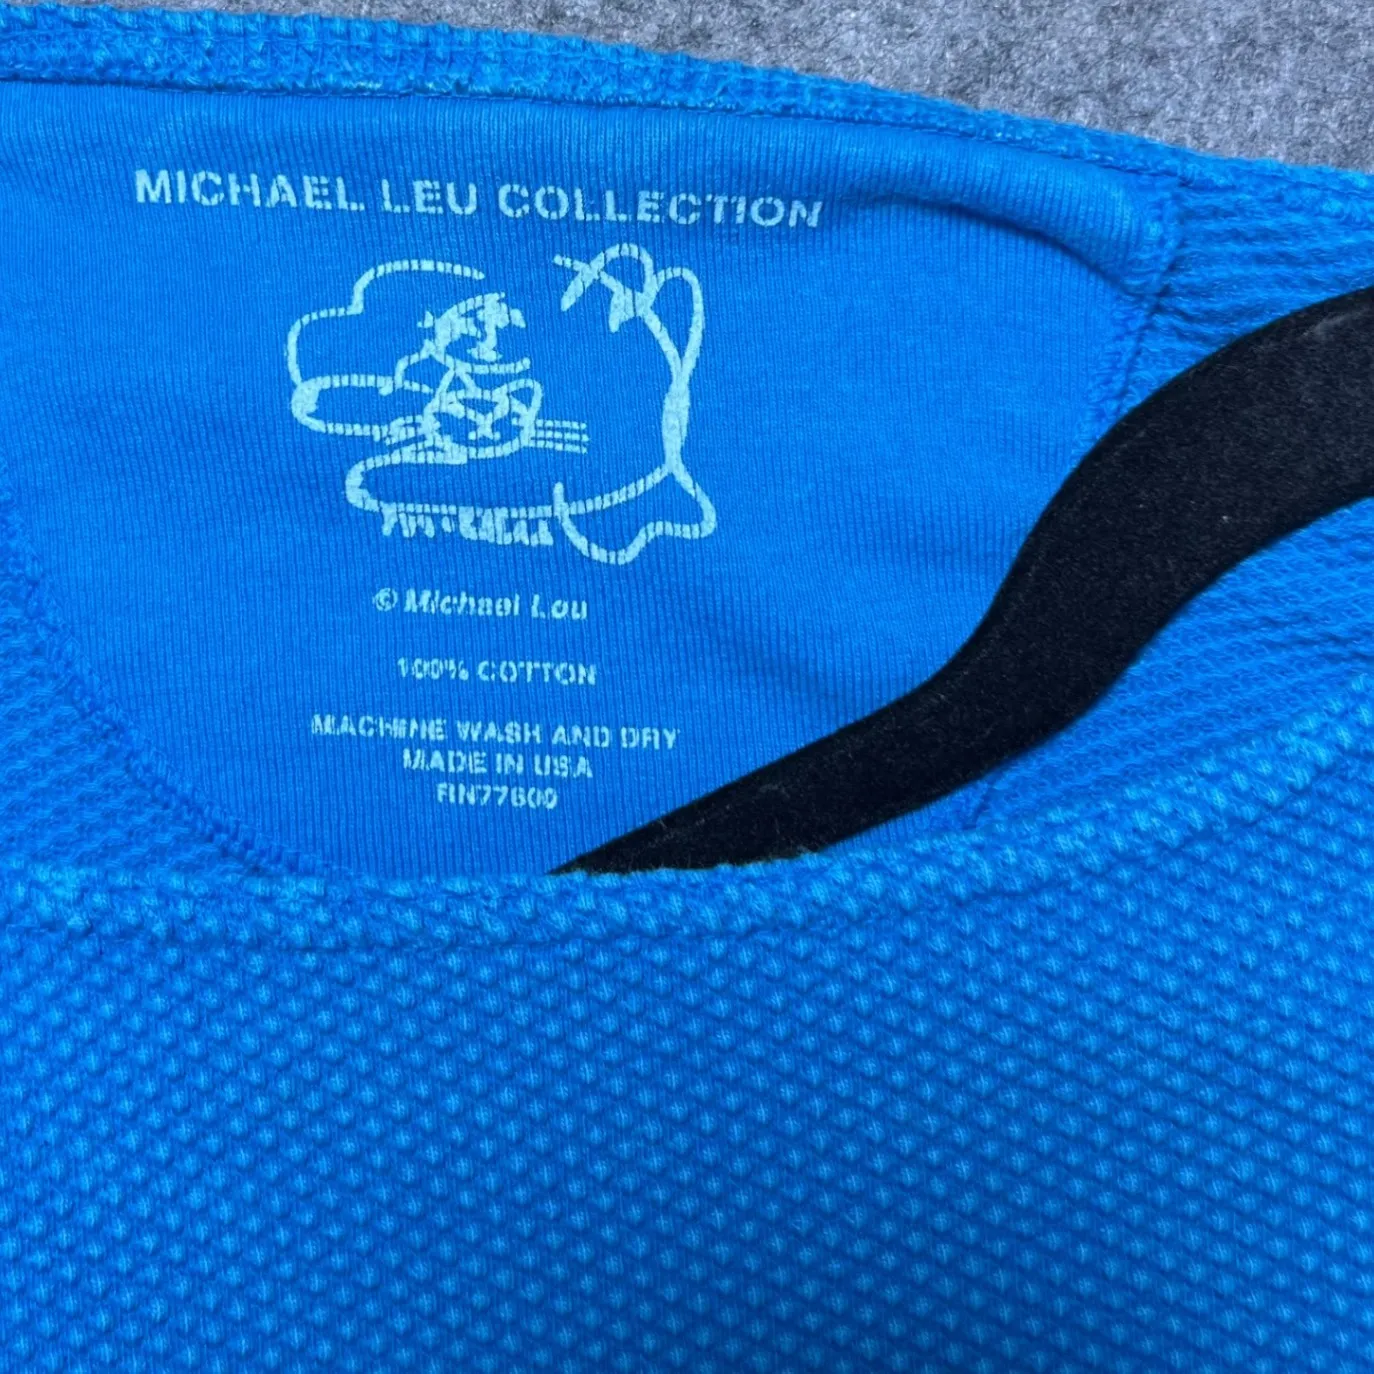 MICHAEL LEU COLLECTION
© Michael Leu
100% COTTON
MACHINE WASH AND DRY
MADE IN USA
RN77600